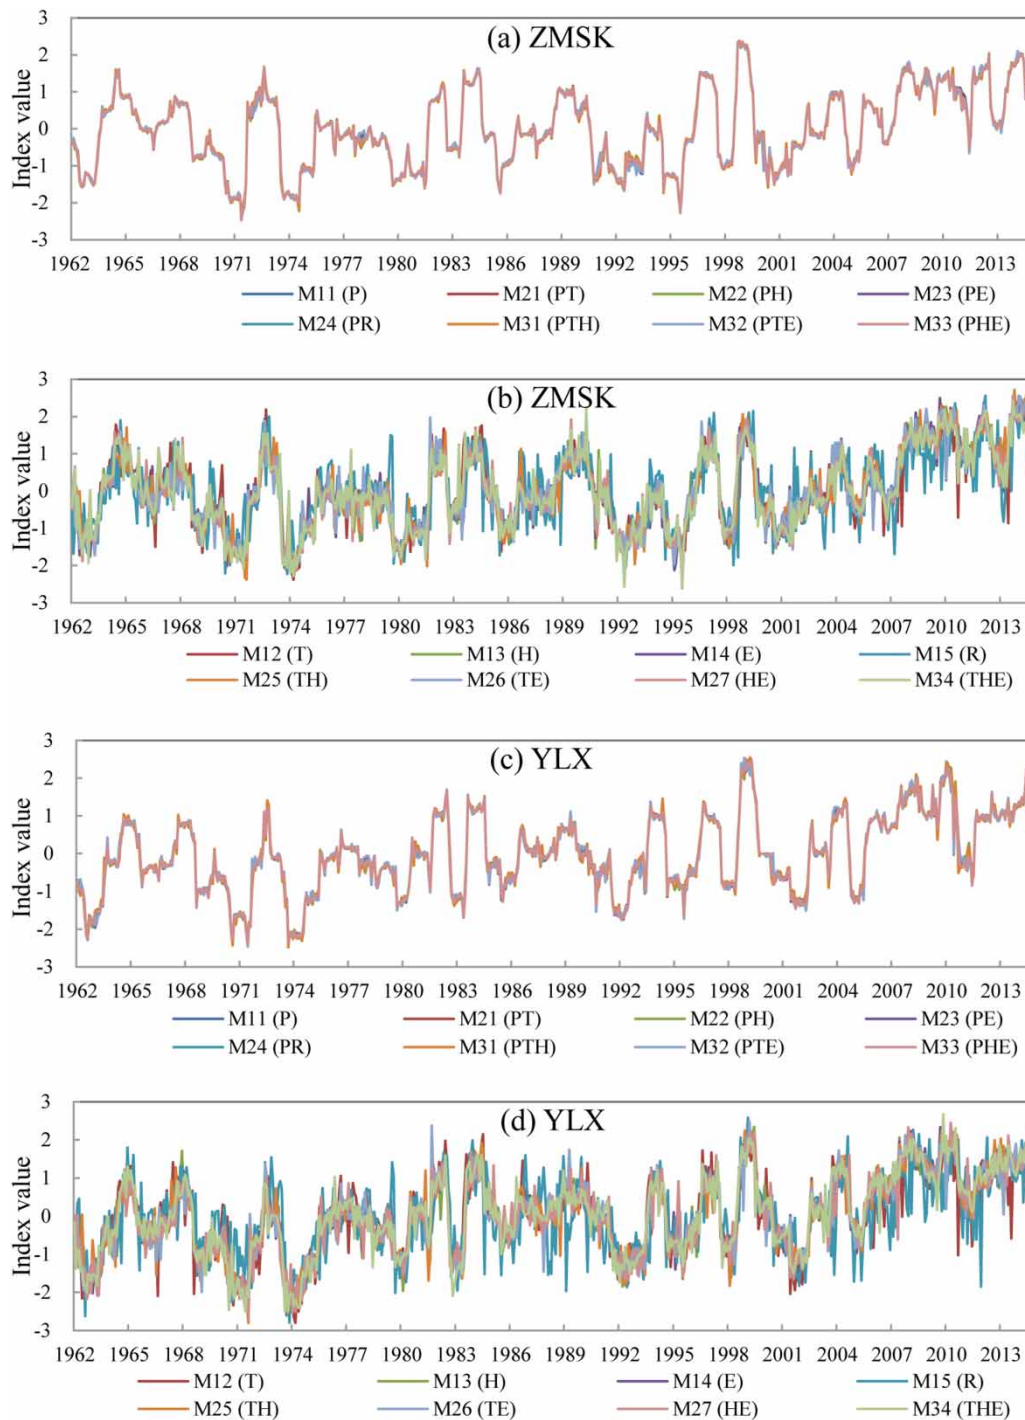 (a) ZMSK
Index value
3
2
1
0
-1
-2
-3
1962 1965 1968 1971 1974 1977 1980 1983 1986 1989 1992 1995 1998 2001 2004 2007 2010 2013
M11 (P) M21 (PT) M22 (PH) M23 (PE)
M24 (PR) M31 (PTH) M32 (PTE) M33 (PHE)
(b) ZMSK
Index value
3
2
1
0
-1
-2
-3
1962 1965 1968 1971 1974 1977 1980 1983 1986 1989 1992 1995 1998 2001 2004 2007 2010 2013
M12 (T) M13 (H) M14 (E) M15 (R)
M25 (TH) M26 (TE) M27 (HE) M34 (THE)
(c) YLX
Index value
3
2
1
0
-1
-2
-3
1962 1965 1968 1971 1974 1977 1980 1983 1986 1989 1992 1995 1998 2001 2004 2007 2010 2013
M11 (P) M21 (PT) M22 (PH) M23 (PE)
M24 (PR) M31 (PTH) M32 (PTE) M33 (PHE)
(d) YLX
Index value
3
2
1
0
-1
-2
-3
1962 1965 1968 1971 1974 1977 1980 1983 1986 1989 1992 1995 1998 2001 2004 2007 2010 2013
M12 (T) M13 (H) M14 (E) M15 (R)
M25 (TH) M26 (TE) M27 (HE) M34 (THE)